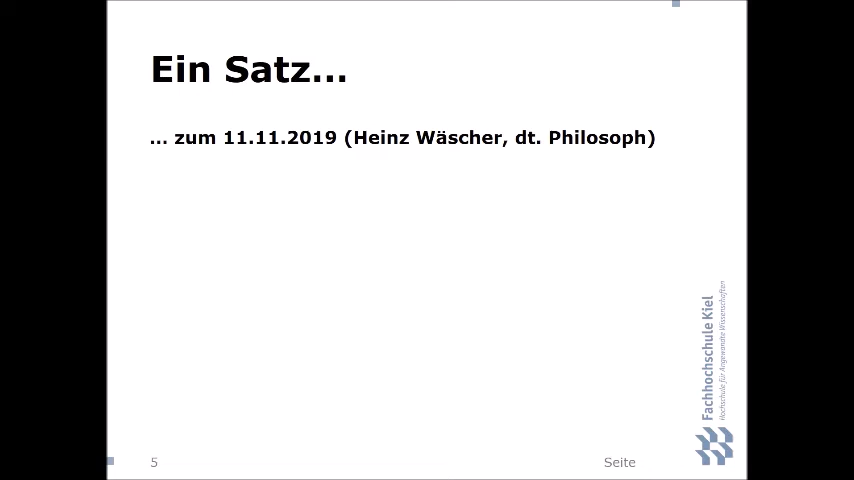 Ein Satz...
... zum 11.11.2019 (Heinz Wäscher, dt. Philosoph)
Fachhochschule Kiel
Hochschule für Angewandte Wissenschaften
5
Seite